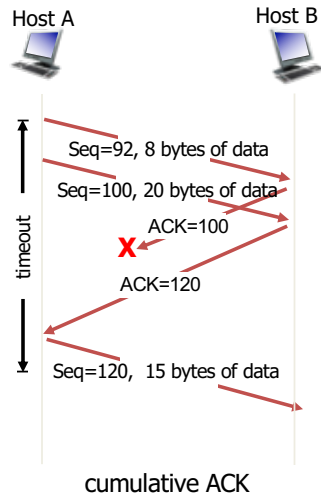 Host A
Host B
Seq=92, 8 bytes of data
Seq=100, 20 bytes of data
ACK=100
X
timeout
ACK=120
Seq=120, 15 bytes of data
cumulative ACK